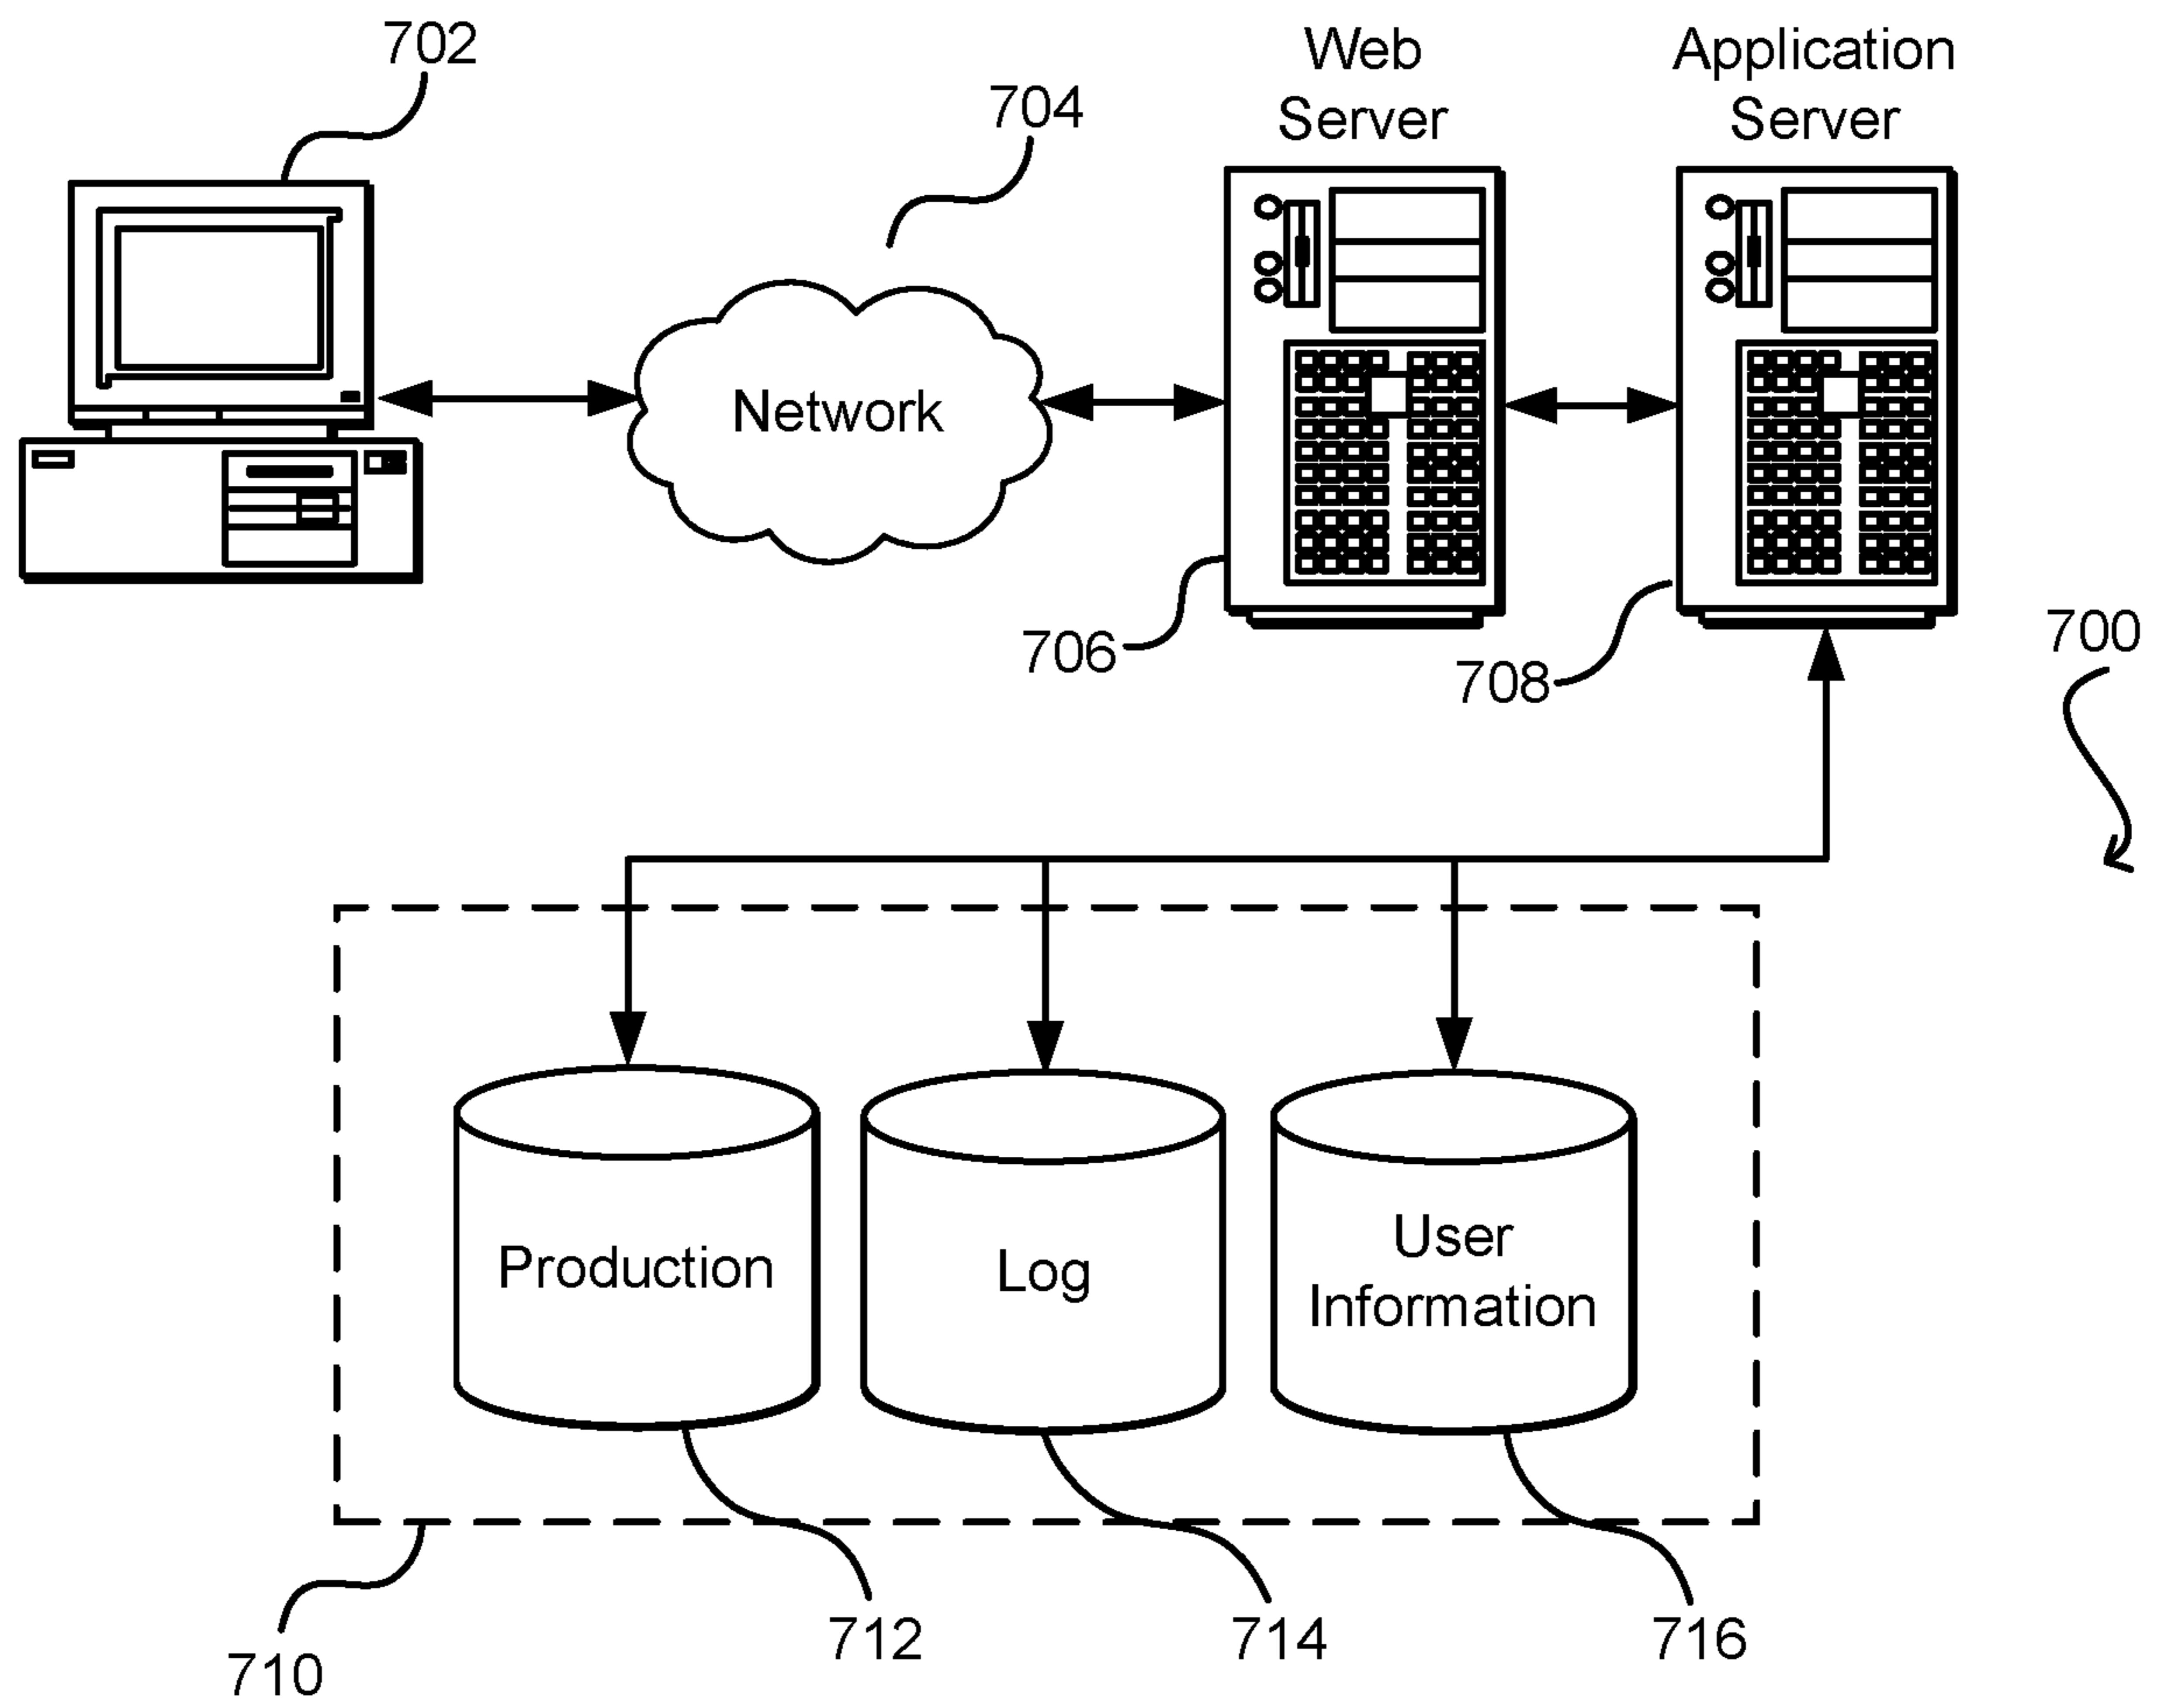 702
704
Web
Server
Application
Server
Network
706
708
700
Production
Log
User
Information
710
712
714
716